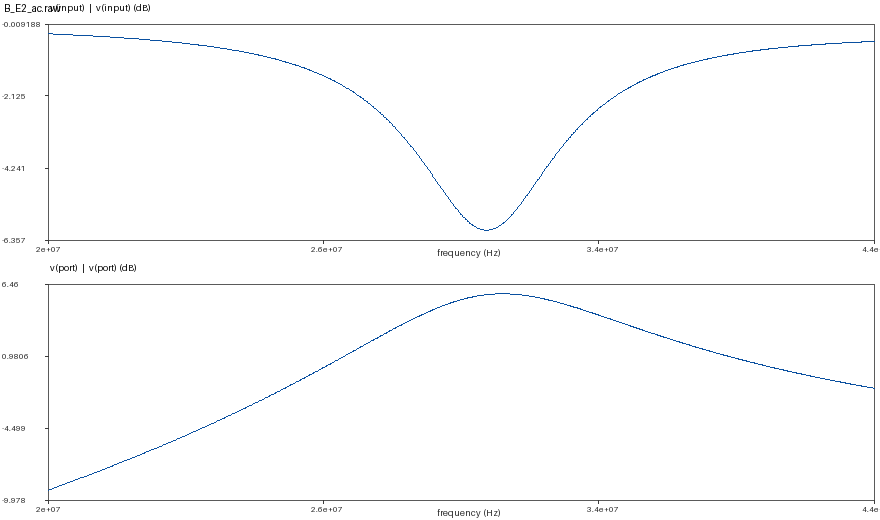 B_E2_ac.raw
v(input) | v(input) (dB)
-0.009188
-2.125
-4.241
-6.357
2e+07
2.6e+07
3.4e+07
4.4e
frequency (Hz)
v(port) | v(port) (dB)
6.46
0.9806
-4.499
-9.978
2e+07
2.6e+07
3.4e+07
4.4e
frequency (Hz)